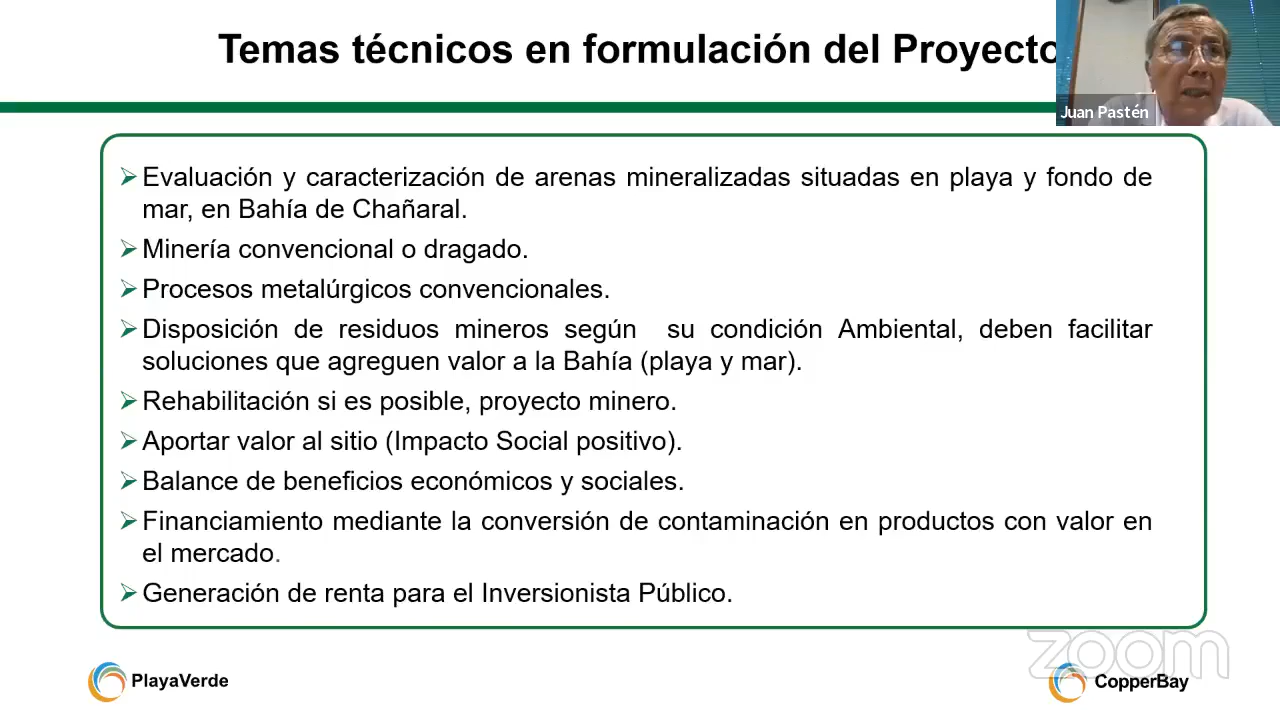 Temas técnicos en formulación del Proyecto
Juan Pastén
Evaluación y caracterización de arenas mineralizadas situadas en playa y fondo de
mar, en Bahía de Chañaral.
Minería convencional o dragado.
Procesos metalúrgicos convencionales.
Disposición de residuos mineros según su condición Ambiental, deben facilitar
soluciones que agreguen valor a la Bahía (playa y mar).
Rehabilitación si es posible, proyecto minero.
Aportar valor al sitio (Impacto Social positivo).
Balance de beneficios económicos y sociales.
Financiamiento mediante la conversión de contaminación en productos con valor en
el mercado.
Generación de renta para el Inversionista Público.
zoom
PlayaVerde
CopperBay